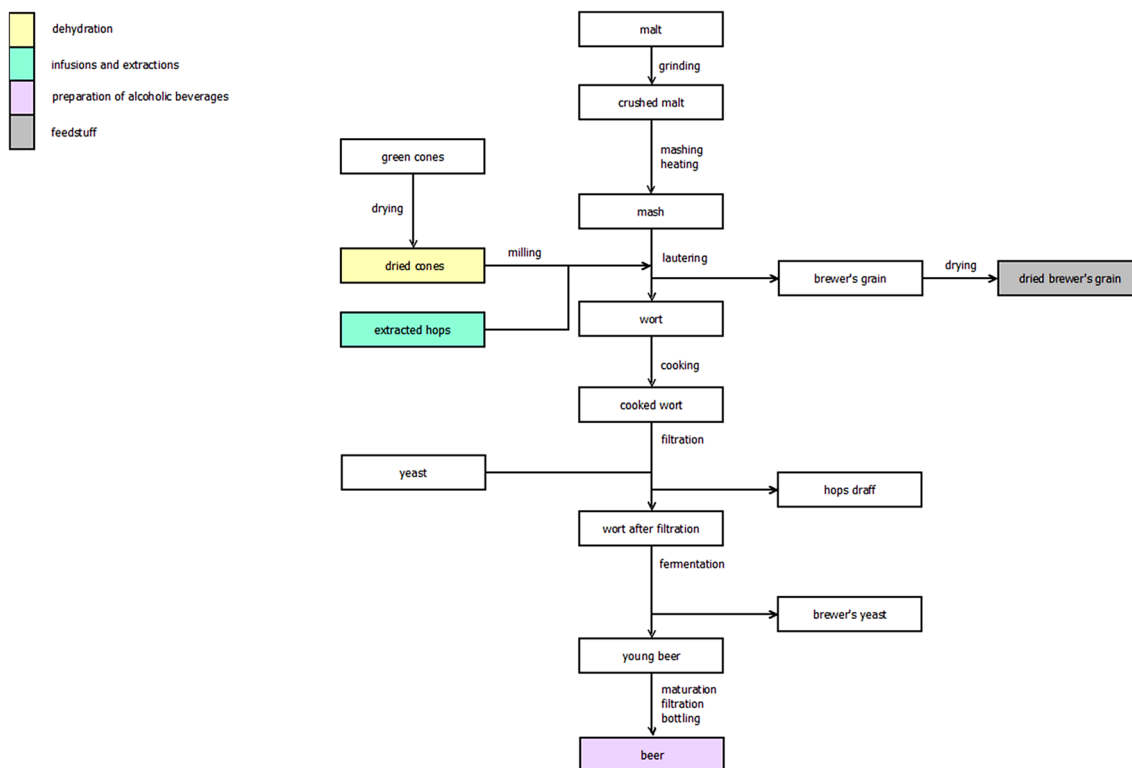 dehydration
infusions and extractions
preparation of alcoholic beverages
feedstuff
malt
grinding
crushed malt
mashing
heating
green cones
drying
mash
dried cones
milling
lautering
brewer's grain
drying
dried brewer's grain
extracted hops
wort
cooking
cooked wort
filtration
yeast
hops draff
wort after filtration
fermentation
brewer's yeast
young beer
maturation
filtration
bottling
beer